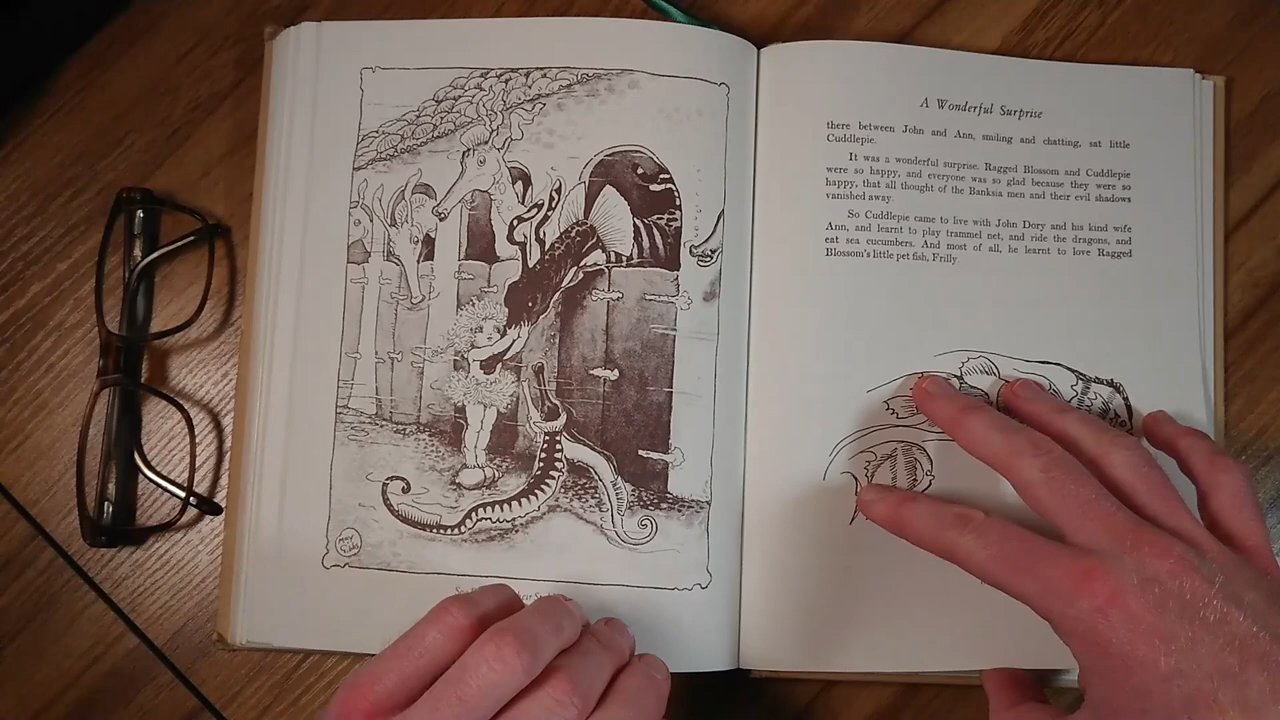 MAY
GIBBS
A Wonderful Surprise
there between John and Ann, smiling and chatting, sat little
Cuddlepie.
It was a wonderful surprise. Ragged Blossom and Cuddlepie
were so happy, and everyone was so glad because they were so
happy, that all thought of the Banksia men and their evil shadows
vanished away.
So Cuddlepie came to live with John Dory and his kind wife
Ann, and learnt to play trammel net, and ride the dragons, and
eat sea cucumbers. And most of all, he learnt to love Ragged
Blossom's little pet fish, Frilly.